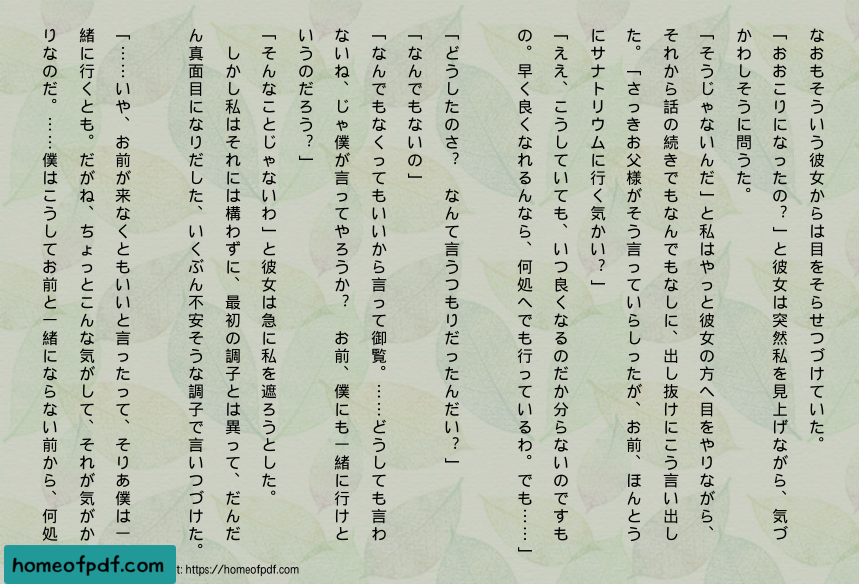 なおもそういう彼女からは目をそらせつづけていた。
「おおこりになったの？」と彼女は突然私を見上げながら、気づ
かわしそうに問うた。
「そうじゃないんだ」と私はやっと彼女の方へ目をやりながら、
それから話の続きでもなんでもなしに、出し抜けにこう言い出し
た。「さっきお父様がそう言っていらしったが、お前、ほんとう
にサナトリウムに行く気かい？」
「ええ、こうしていても、いつ良くなるのだか分らないのですも
の。早く良くなれるんなら、何処へでも行っているわ。でも……」
「どうしたのさ？　なんて言うつもりだったんだい？」
「なんでもないの」
「なんでもなくってもいいから言って御覧。……どうしても言わ
ないね、じゃ僕が言ってやろうか？　お前、僕にも一緒に行けと
いうのだろう？」
「そんなことじゃないわ」と彼女は急に私を遮ろうとした。
しかし私はそれには構わずに、最初の調子とは異って、だんだ
ん真面目になりだした、いくぶん不安そうな調子で言いつづけた。
「……いや、お前が来なくともいいと言ったって、そりあ僕は一
緒に行くとも。だがね、ちょっとこんな気がして、それが気がか
りなのだ。……僕はこうしてお前と一緒にならない前から、何処
homeofpdf.com
t: https://homeofpdf.com